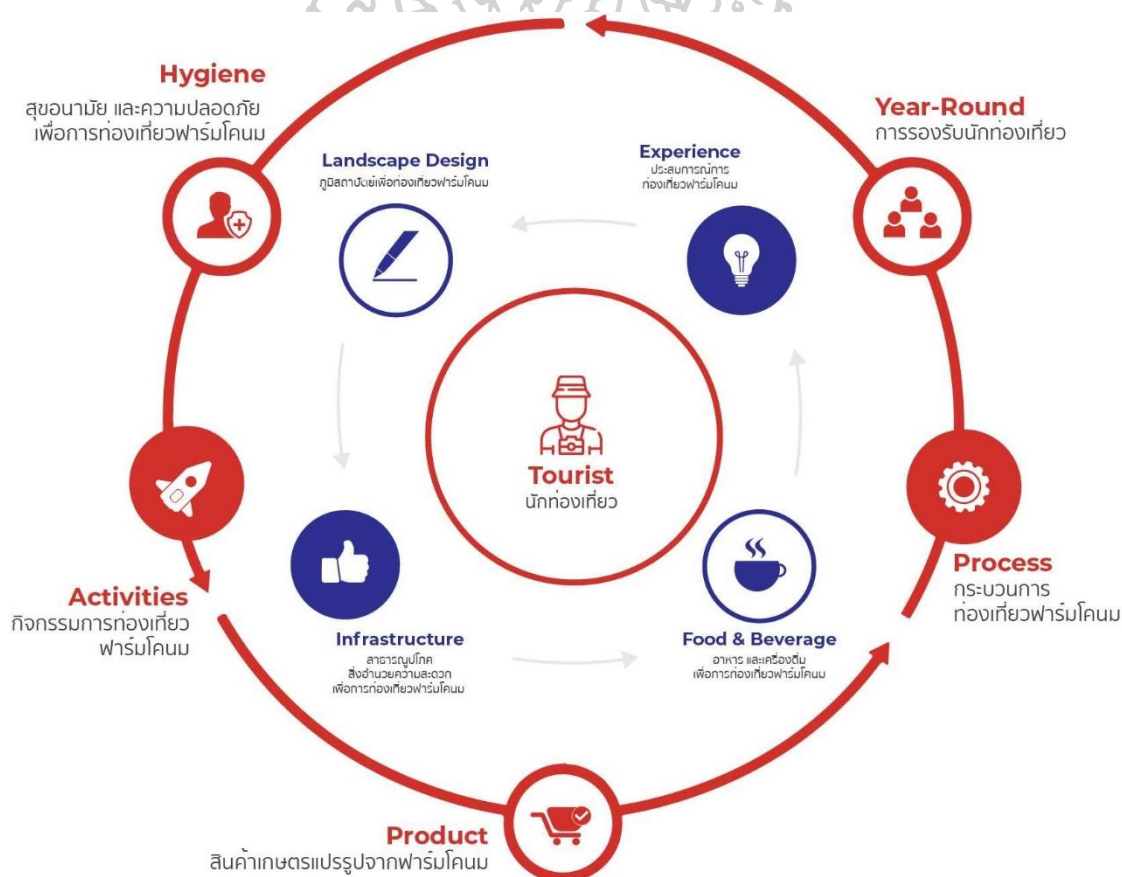 Hygiene
สุขอนามัย และความปลอดภัย
เพื่อการท่องเที่ยวฟาร์มโคนม
Year-Round
การรองรับนักท่องเที่ยว
Landscape Design
ภูมิสถาปัตย์เพื่อท่องเที่ยวฟาร์มโคนม
Experience
ประสบการณ์การ
ท่องเที่ยวฟาร์มโคนม
Tourist
นักท่องเที่ยว
Activities
กิจกรรมการท่องเที่ยว
ฟาร์มโคนม
Process
กระบวนการ
ท่องเที่ยวฟาร์มโคนม
Infrastructure
สาธารณูปโภค
สิ่งอำนวยความสะดวก
เพื่อการท่องเที่ยวฟาร์มโคนม
Food & Beverage
อาหาร และเครื่องดื่ม
เพื่อการท่องเที่ยวฟาร์มโคนม
Product
สินค้าเกษตรแปรรูปจากฟาร์มโคนม